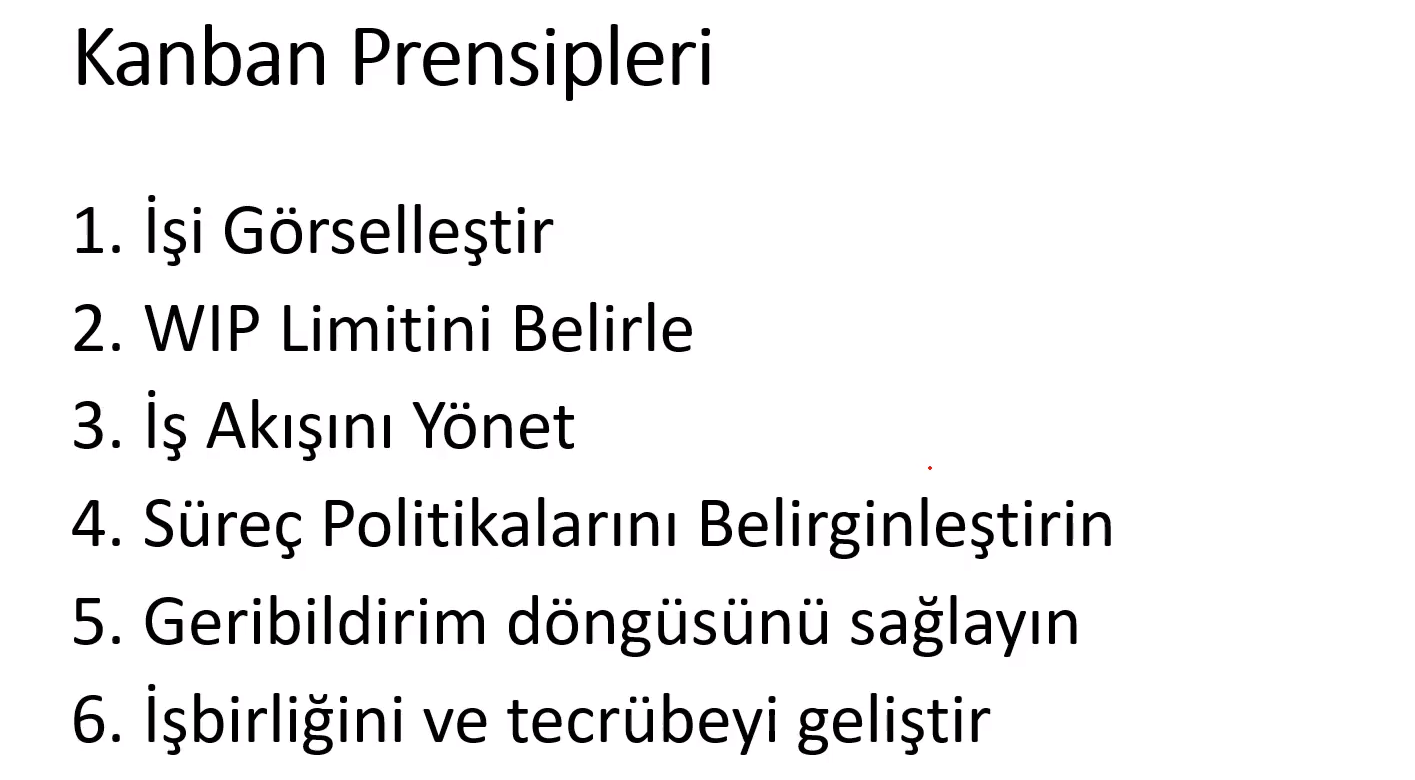 Kanban Prensipleri
1. İşi Görselleştir
2. WIP Limitini Belirle
3. İş Akışını Yönet
4. Süreç Politikalarını Belirginleştirin
5. Geribildirim döngüsünü sağlayın
6. İşbirliğini ve tecrübeyi geliştir